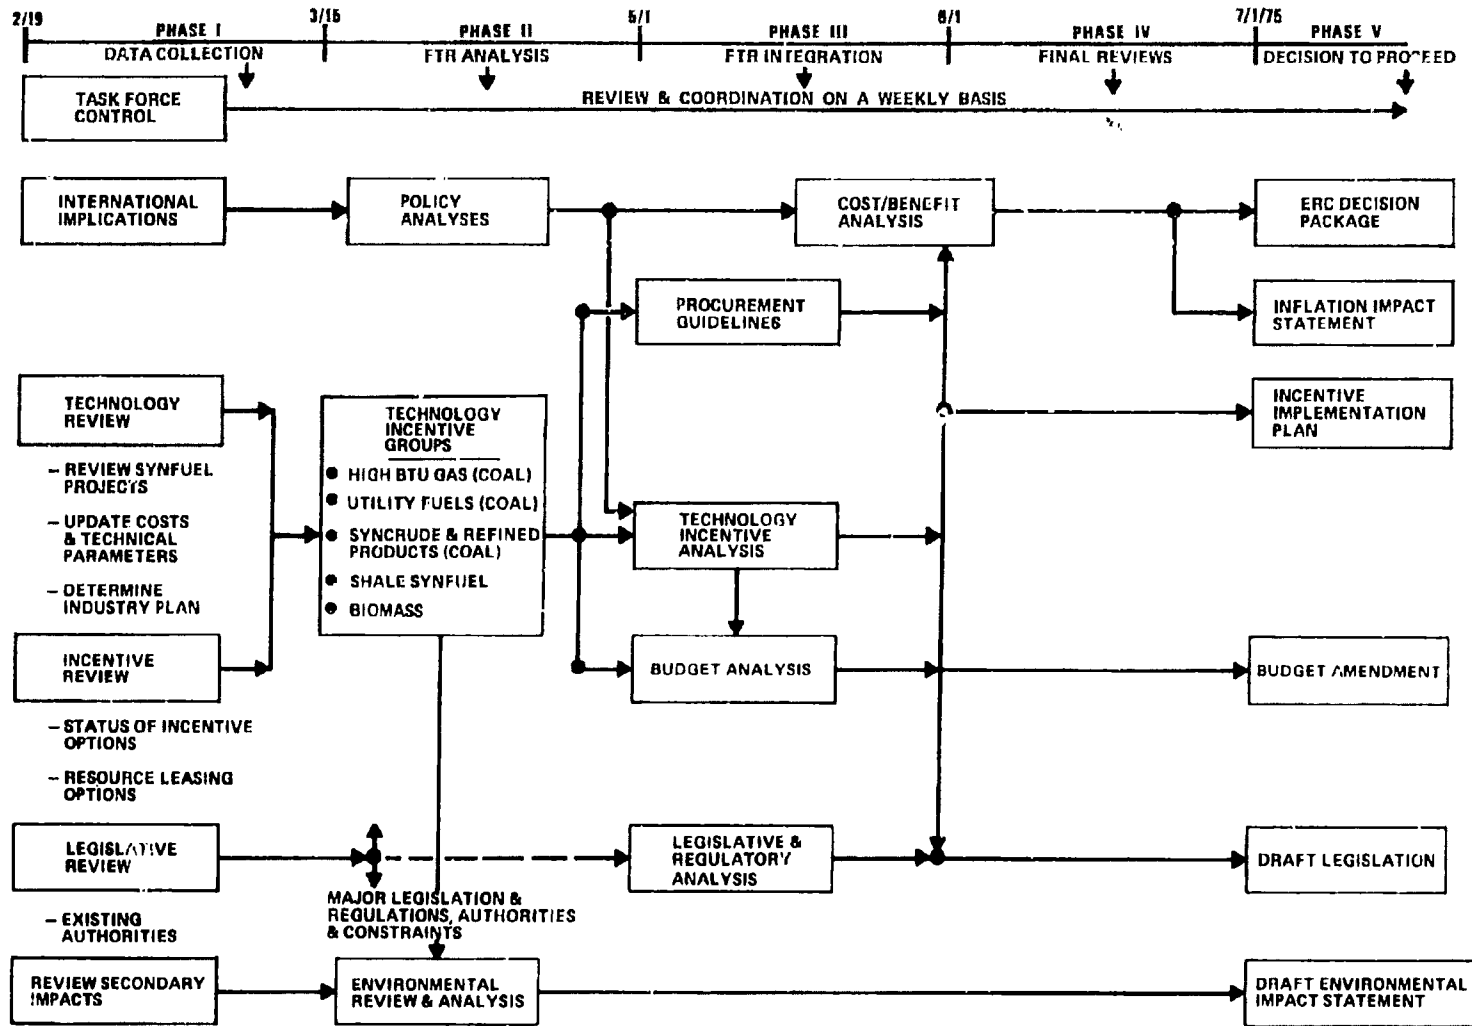 2/19 3/15 5/1 6/1 7/1/75
PHASE I PHASE II PHASE III PHASE IV PHASE V
DATA COLLECTION FTR ANALYSIS FTR INTEGRATION FINAL REVIEWS DECISION TO PROCEED
TASK FORCE
CONTROL
REVIEW & COORDINATION ON A WEEKLY BASIS
INTERNATIONAL
IMPLICATIONS
POLICY
ANALYSES
COST/BENEFIT
ANALYSIS
ERC DECISION
PACKAGE
PROCUREMENT
GUIDELINES
INFLATION IMPACT
STATEMENT
TECHNOLOGY
REVIEW
– REVIEW SYNFUEL
PROJECTS
– UPDATE COSTS
& TECHNICAL
PARAMETERS
– DETERMINE
INDUSTRY PLAN
TECHNOLOGY
INCENTIVE
GROUPS
● HIGH BTU GAS (COAL)
● UTILITY FUELS (COAL)
● SYNCRUDE & REFINED
PRODUCTS (COAL)
● SHALE SYNFUEL
● BIOMASS
INCENTIVE
IMPLEMENTATION
PLAN
TECHNOLOGY
INCENTIVE
ANALYSIS
INCENTIVE
REVIEW
– STATUS OF INCENTIVE
OPTIONS
– RESOURCE LEASING
OPTIONS
BUDGET ANALYSIS
BUDGET AMENDMENT
LEGISLATIVE
REVIEW
– EXISTING
AUTHORITIES
MAJOR LEGISLATION &
REGULATIONS, AUTHORITIES
& CONSTRAINTS
LEGISLATIVE &
REGULATORY
ANALYSIS
DRAFT LEGISLATION
REVIEW SECONDARY
IMPACTS
ENVIRONMENTAL
REVIEW & ANALYSIS
DRAFT ENVIRONMENTAL
IMPACT STATEMENT